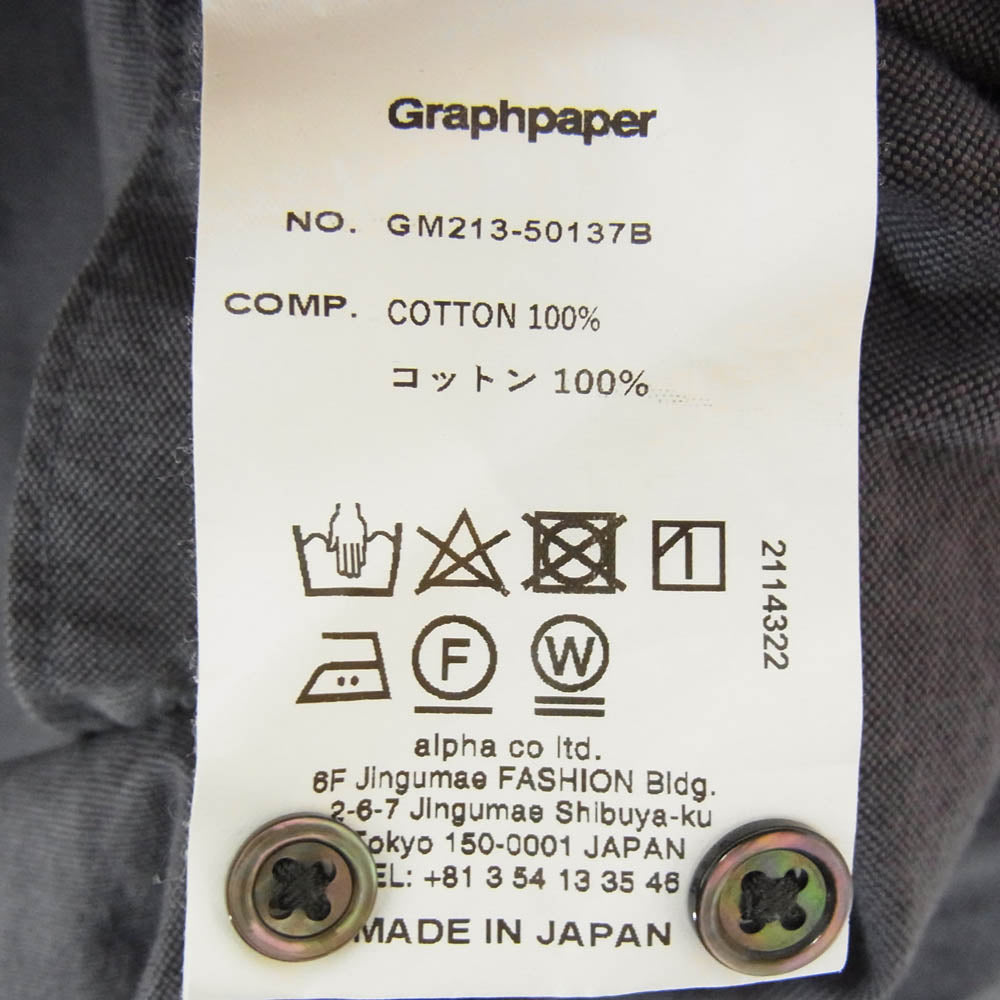 Graphpaper
NO. GM213-50137B
COMP. COTTON 100%
コットン 100%
2114322
F
W
alpha co ltd.
6F Jingumae FASHION Bldg.
2-6-7 Jingumae Shibuya-ku
Tokyo 150-0001 JAPAN
TEL: +81 3 54 13 35 46
MADE IN JAPAN